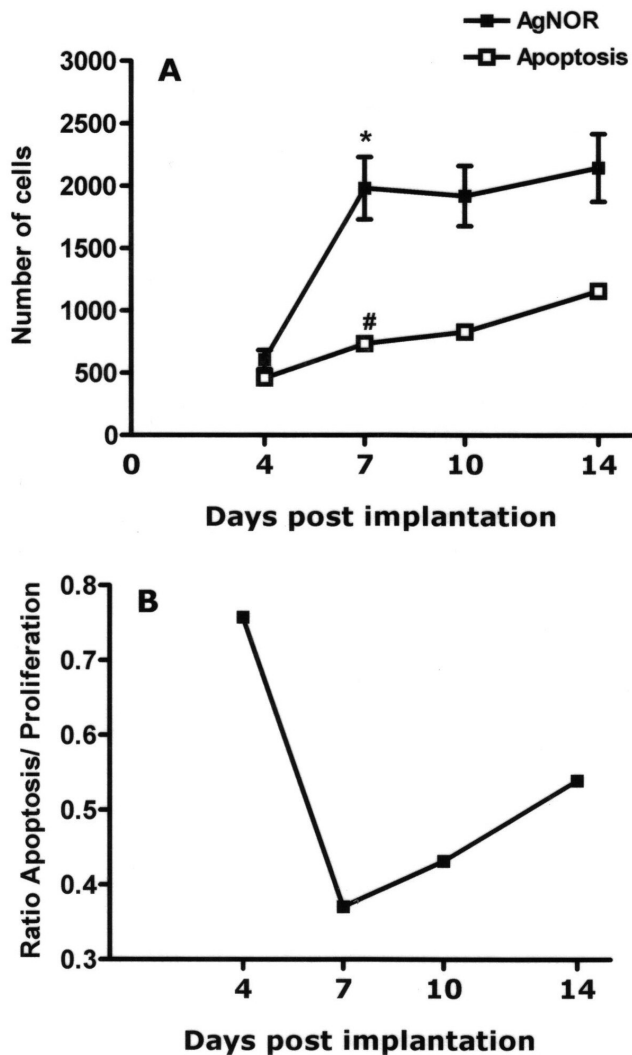 AgNOR
Apoptosis
A
3000
2500
2000
1500
1000
500
0
Number of cells
*
#
0 4 7 10 14
Days post implantation
B
0.8
0.7
0.6
0.5
0.4
0.3
Ratio Apoptosis/ Proliferation
4 7 10 14
Days post implantation